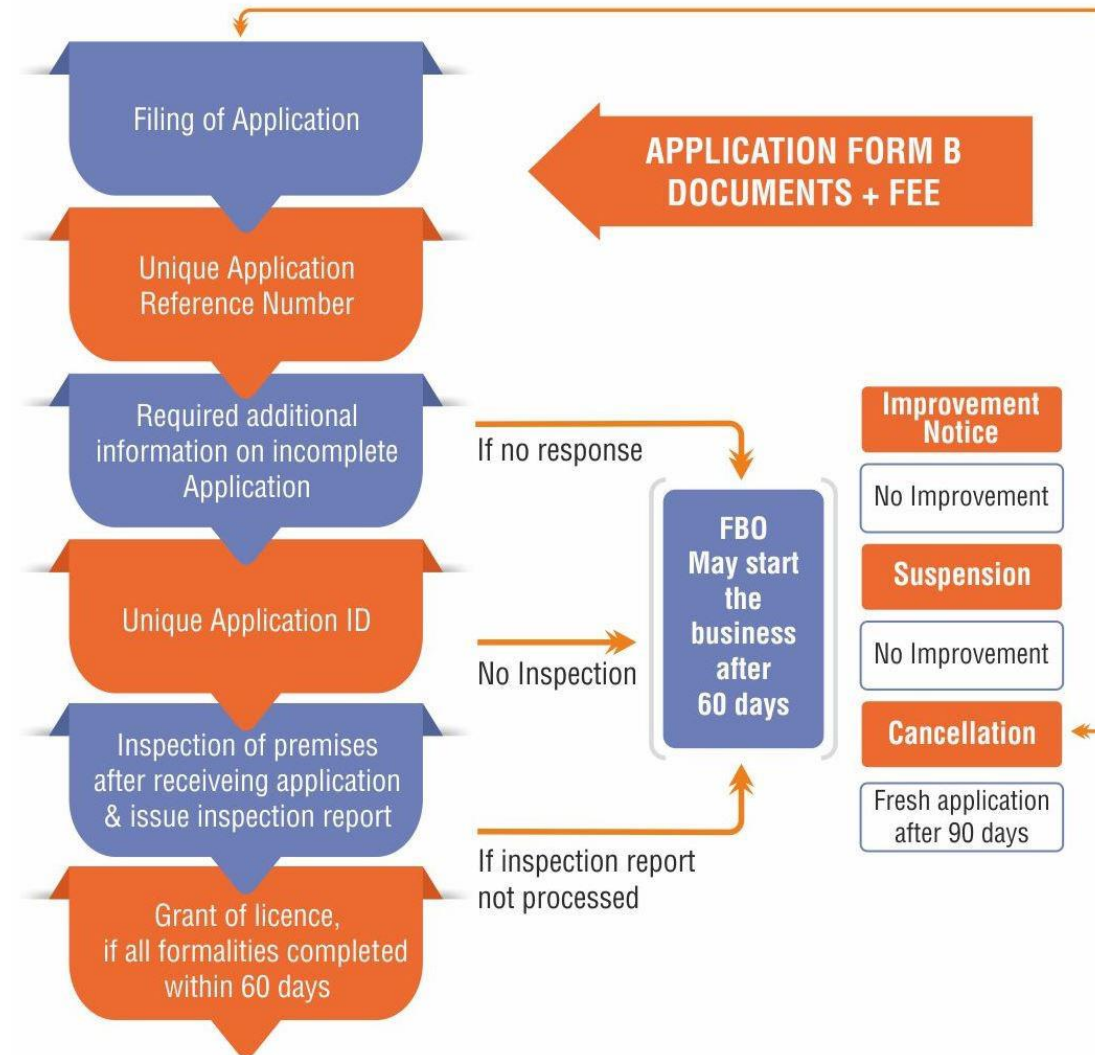 Filing of Application
APPLICATION FORM B
DOCUMENTS + FEE
Unique Application
Reference Number
Required additional
information on incomplete
Application
If no response
Unique Application ID
No Inspection
Inspection of premises
after receiveing application
& issue inspection report
If inspection report
not processed
Grant of licence,
if all formalities completed
within 60 days
FBO
May start
the
business
after
60 days
Improvement
Notice
No Improvement
Suspension
No Improvement
Cancellation
Fresh application
after 90 days